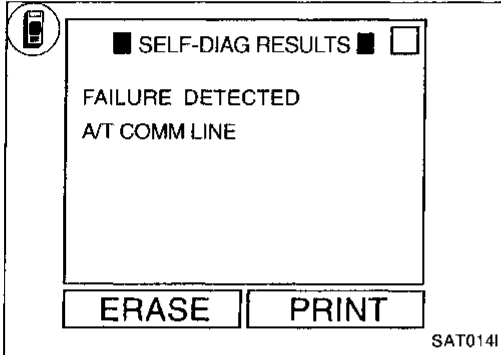 ■ SELF-DIAG RESULTS ■
FAILURE DETECTED
A/T COMM LINE
ERASE
PRINT
SAT014I